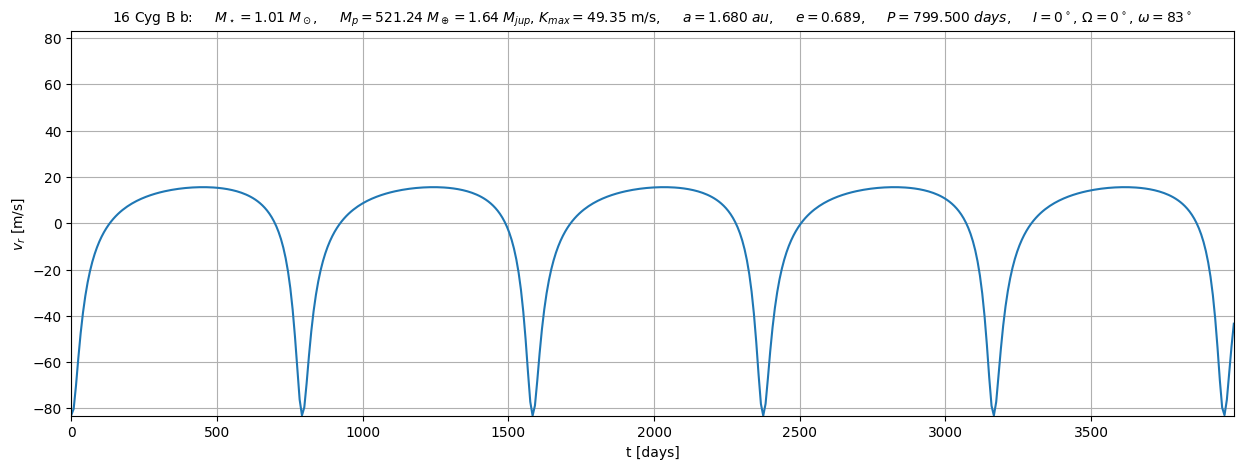 16 Cyg B b: M⋆ = 1.01 M⊙, Mp = 521.24 M⊕ = 1.64 Mjup, Kmax = 49.35 m/s, a = 1.680 au, e = 0.689, P = 799.500 days, I = 0°, Ω = 0°, ω = 83°
80
60
40
20
0
−20
−40
−60
−80
vr [m/s]
0 500 1000 1500 2000 2500 3000 3500
t [days]